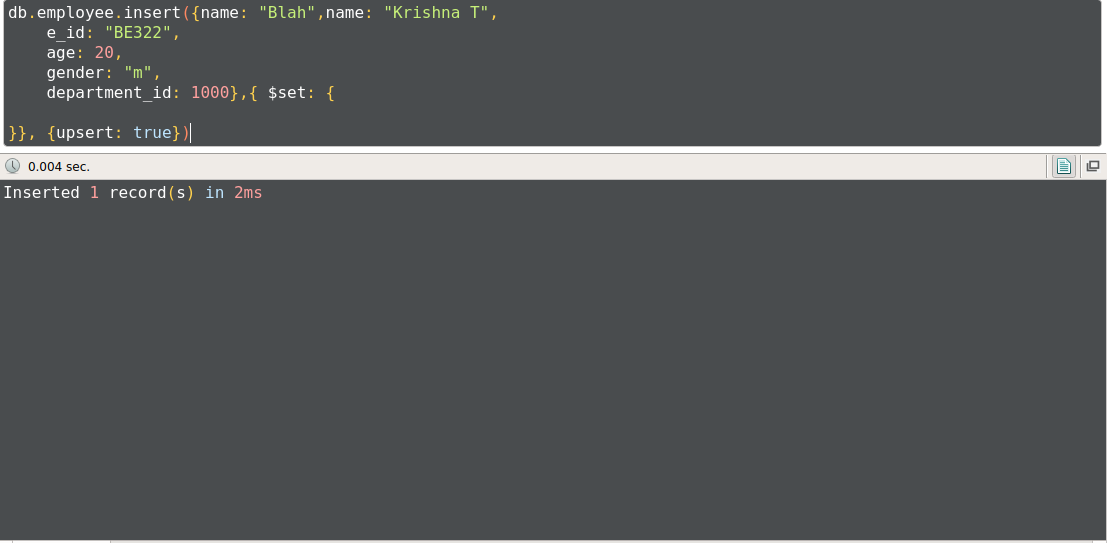 db.employee.insert({name: "Blah",name: "Krishna T",
    e_id: "BE322",
    age: 20,
    gender: "m",
    department_id: 1000},{ $set: {
}}, {upsert: true})
0.004 sec.
Inserted 1 record(s) in 2ms